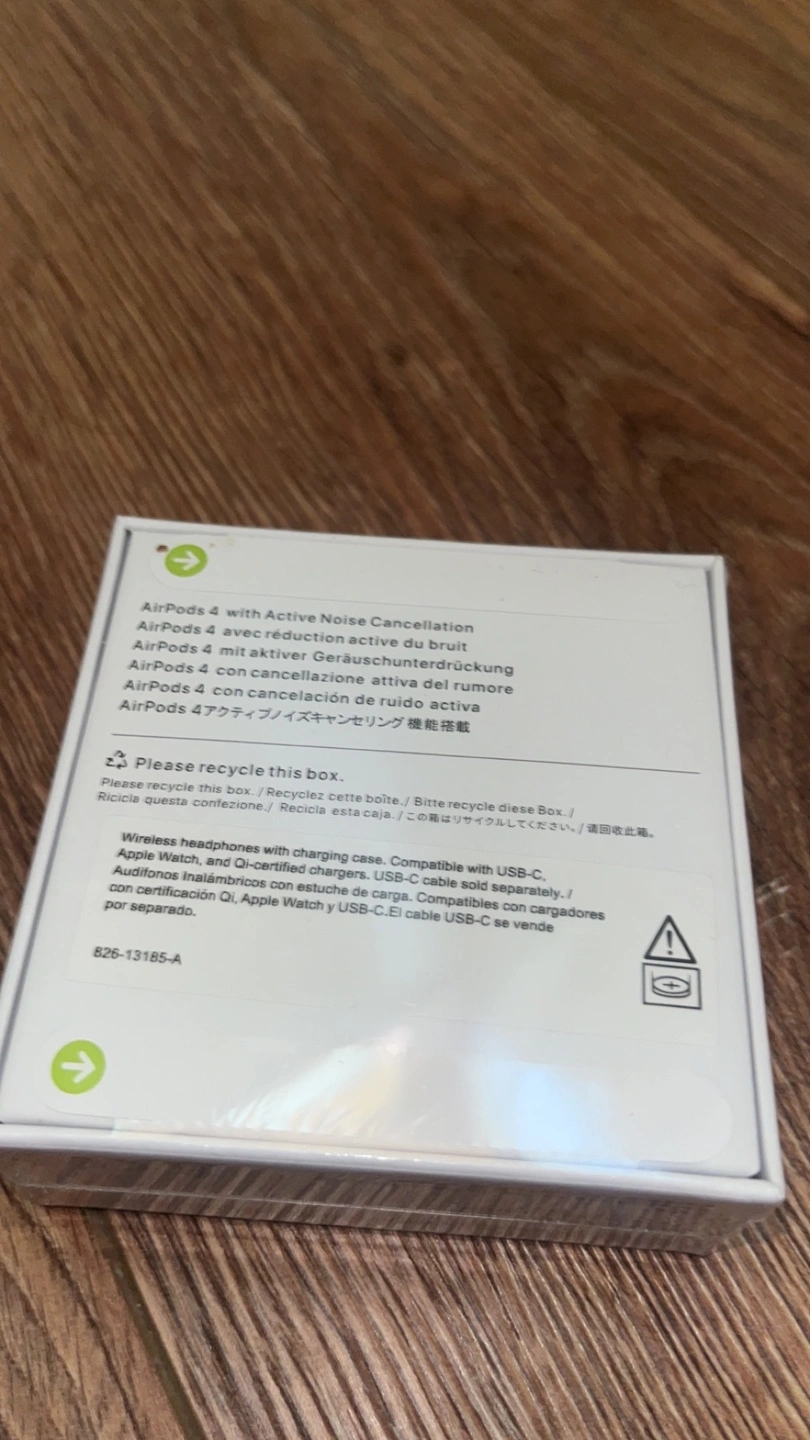 AirPods 4 with Active Noise Cancellation
AirPods 4 avec réduction active du bruit
AirPods 4 mit aktiver Geräuschunterdrückung
AirPods 4 con cancellazione attiva del rumore
AirPods 4 con cancelación de ruido activa
AirPods 4アクティブノイズキャンセリング機能搭載
Please recycle this box.
Please recycle this box. / Recyclez cette boîte. / Bitte recycle diese Box. /
Ricicla questa confezione. / Recicla esta caja. / この箱はリサイクルしてください。/ 请回收此箱。
Wireless headphones with charging case. Compatible with USB-C,
Apple Watch, and Qi-certified chargers. USB-C cable sold separately. /
Audífonos Inalámbricos con estuche de carga. Compatibles con cargadores
con certificación Qi, Apple Watch y USB-C.El cable USB-C se vende
por separado.
826-13185-A